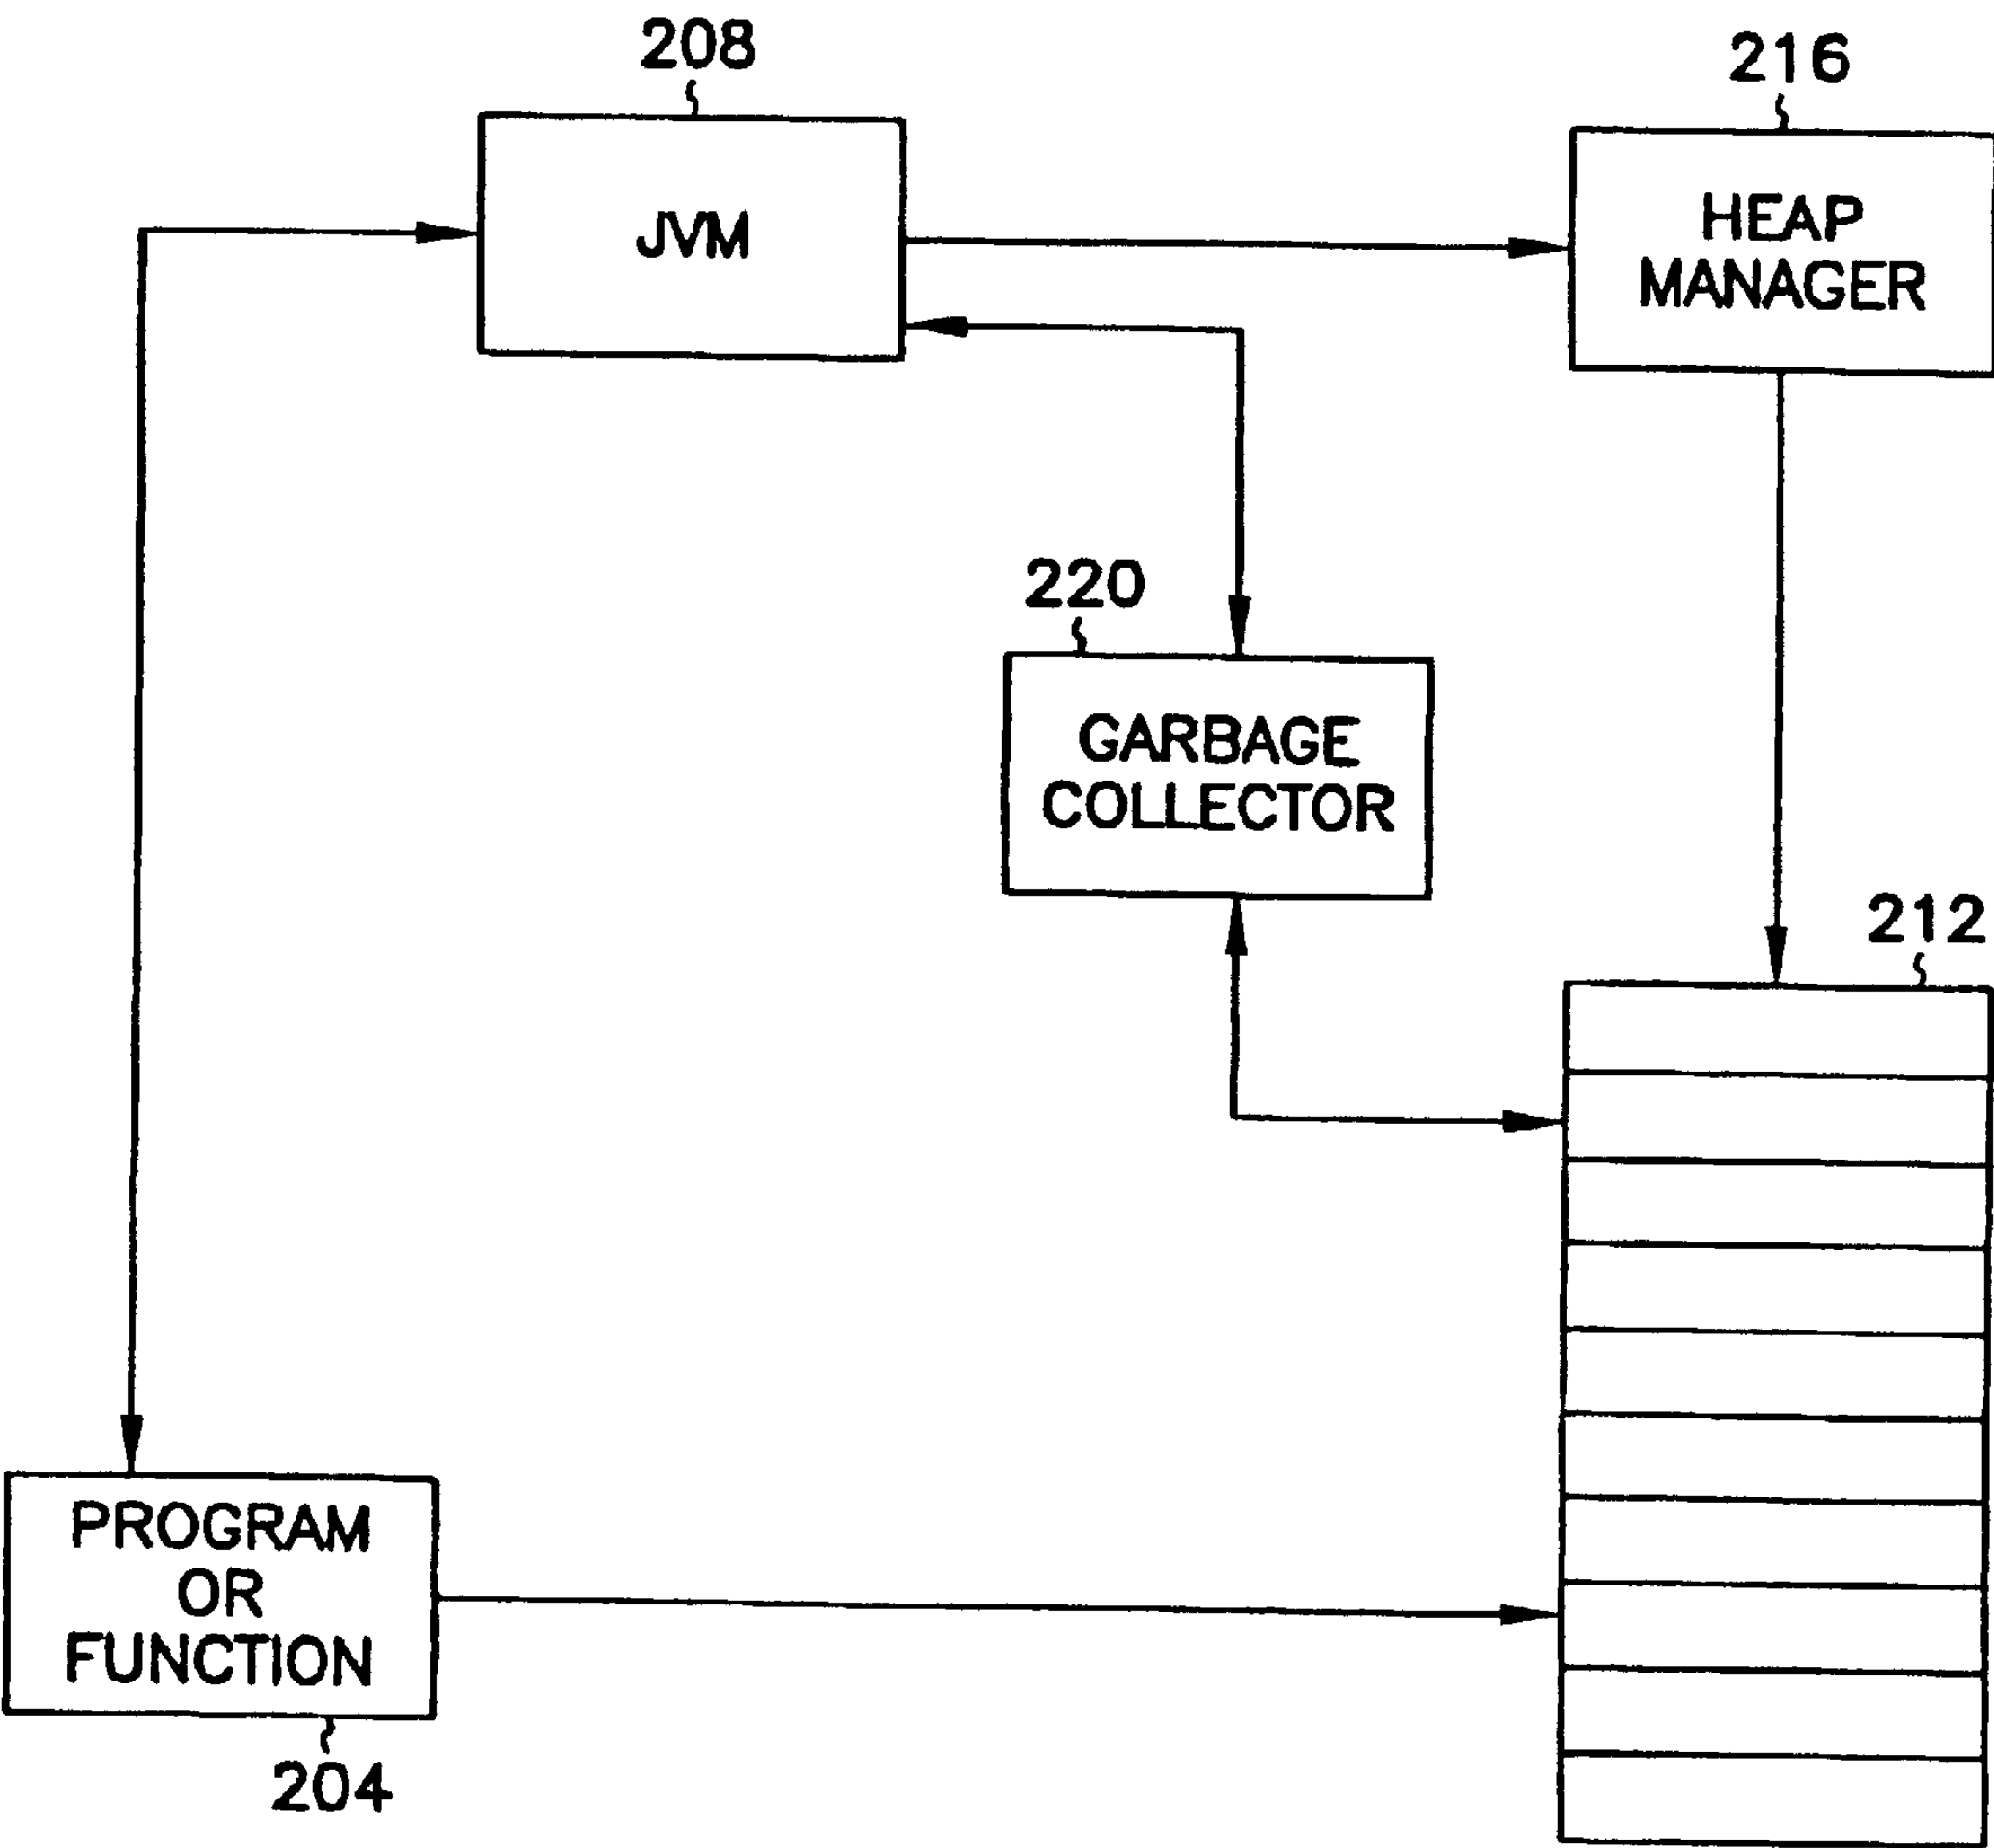 208
216
JVM
HEAP
MANAGER
220
GARBAGE
COLLECTOR
212
PROGRAM
OR
FUNCTION
204